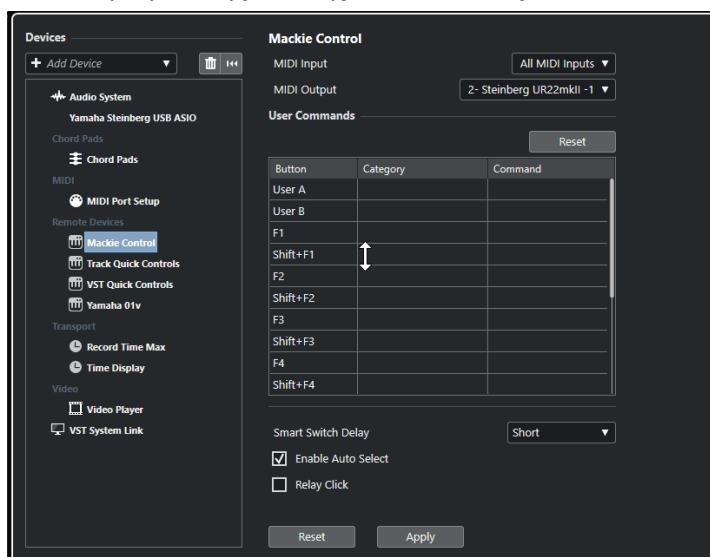 Devices
+ Add Device
Audio System
Yamaha Steinberg USB ASIO
Chord Pads
Chord Pads
MIDI
MIDI Port Setup
Remote Devices
Mackie Control
Track Quick Controls
VST Quick Controls
Yamaha 01v
Transport
Record Time Max
Time Display
Video
Video Player
VST System Link
Mackie Control
MIDI Input All MIDI Inputs
MIDI Output 2- Steinberg UR22mkII -1
User Commands
Reset
Button Category Command
User A
User B
F1
Shift+F1
F2
Shift+F2
F3
Shift+F3
F4
Shift+F4
Smart Switch Delay Short
Enable Auto Select
Relay Click
Reset Apply